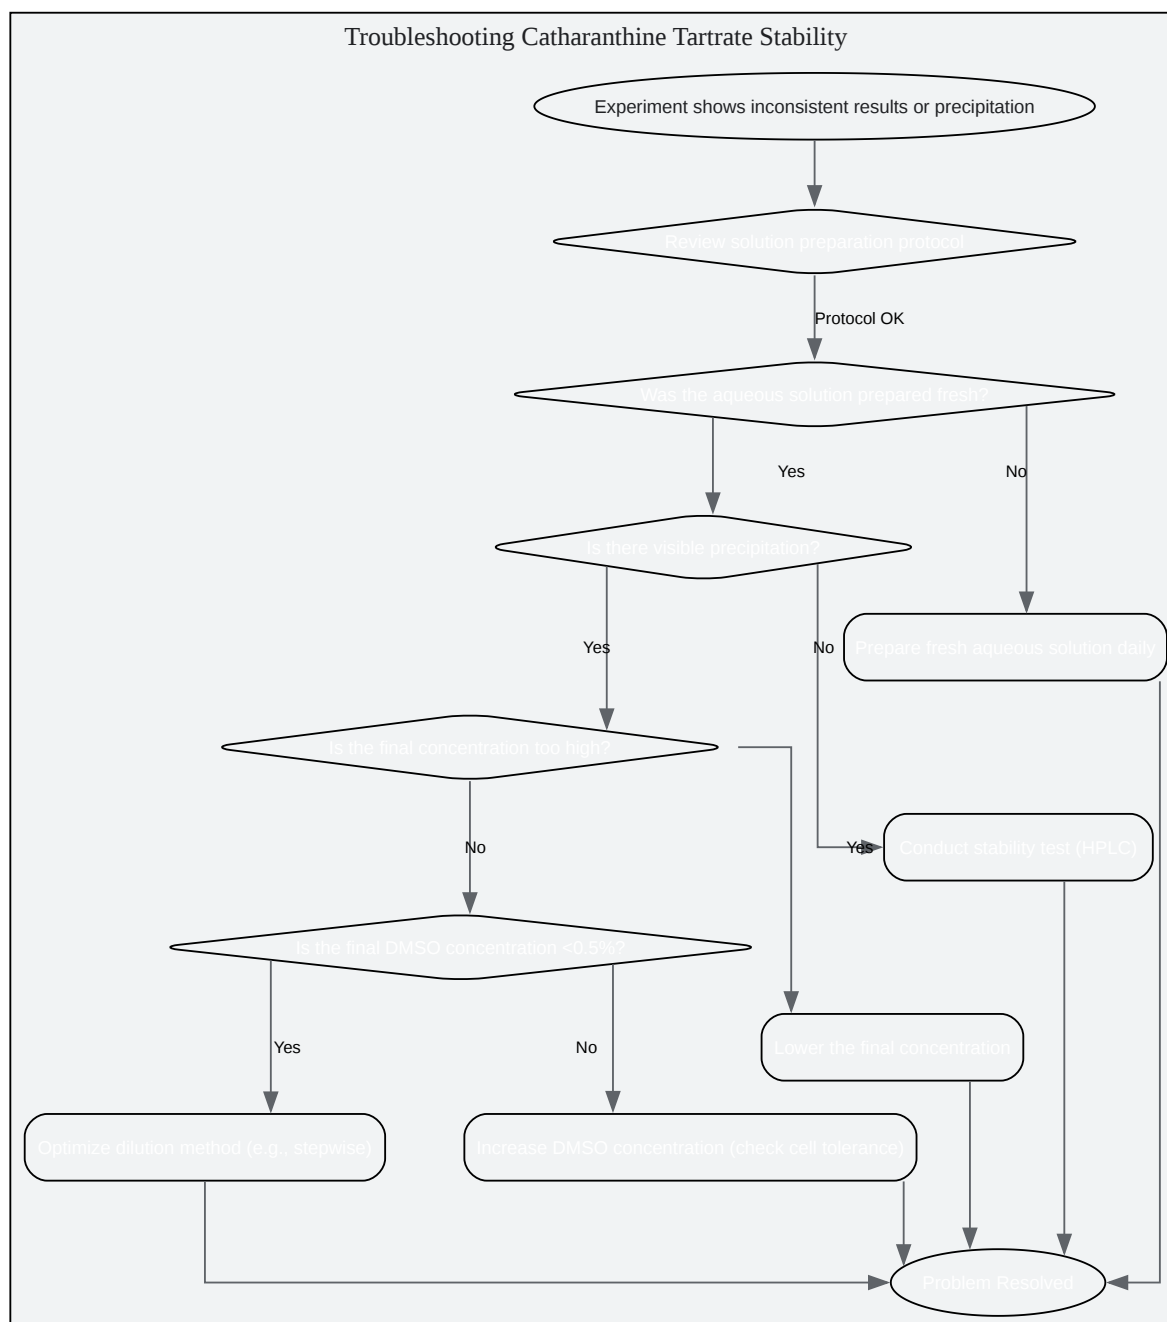 Troubleshooting Catharanthine Tartrate Stability
Experiment shows inconsistent results or precipitation
Review solution preparation protocol
Protocol OK
Was the aqueous solution prepared fresh?
Yes
No
Is there visible precipitation?
Yes
No
Prepare fresh aqueous solution daily
Is the final concentration too high?
No
Yes
Conduct stability test (HPLC)
Is the final DMSO concentration <0.5%?
Yes
No
Lower the final concentration
Optimize dilution method (e.g., stepwise)
Increase DMSO concentration (check cell tolerance)
Problem Resolved